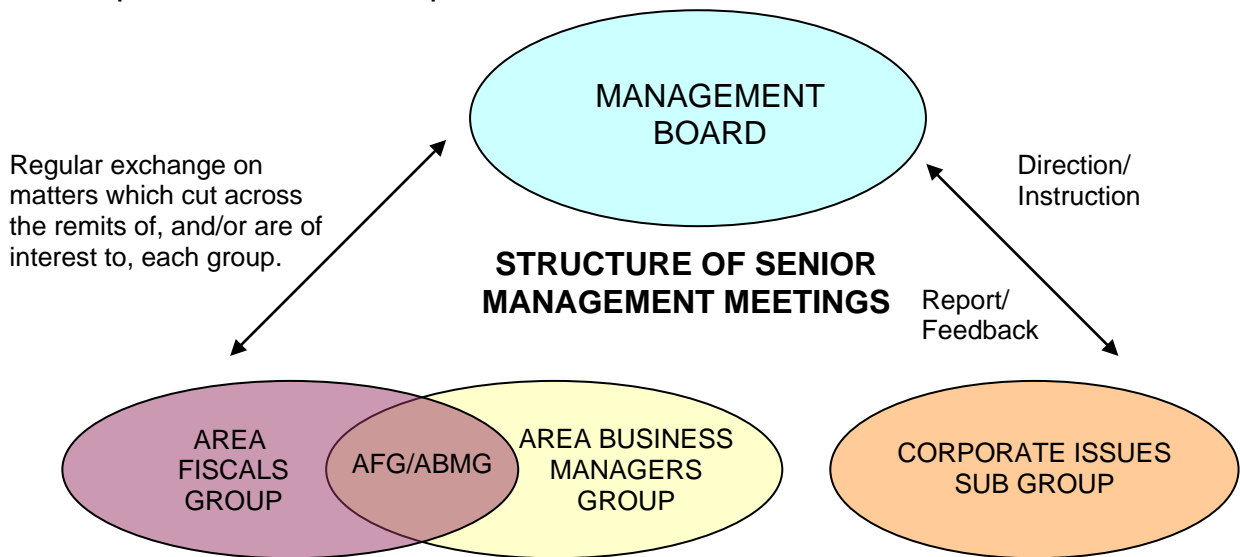 MANAGEMENT
BOARD
Regular exchange on
matters which cut across
the remits of, and/or are of
interest to, each group.
Direction/
Instruction
STRUCTURE OF SENIOR
MANAGEMENT MEETINGS
Report/
Feedback
AREA
FISCALS
GROUP
AFG/ABMG
AREA BUSINESS
MANAGERS
GROUP
CORPORATE ISSUES
SUB GROUP